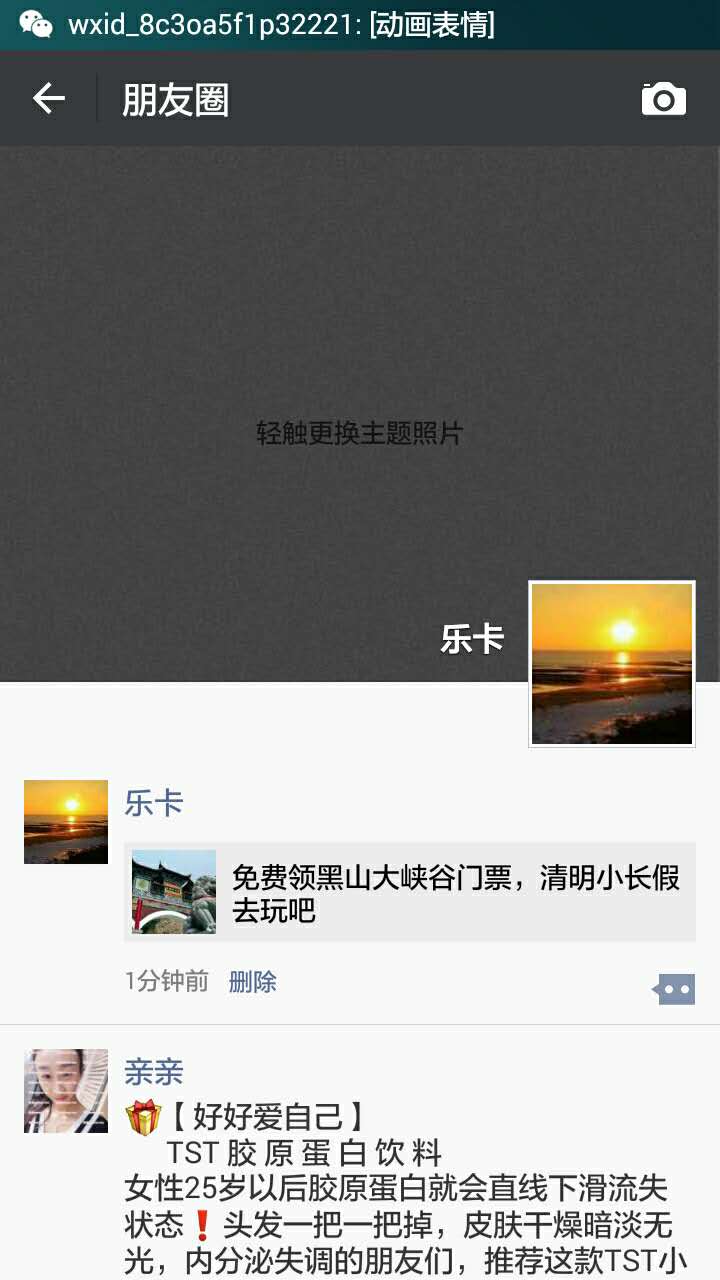 wxid_8c3oa5f1p32221: [动画表情]
朋友圈
轻触更换主题照片
乐卡
乐卡
免费领黑山大峡谷门票，清明小长假
去玩吧
1分钟前 删除
亲亲
【好好爱自己】
TST胶原蛋白饮料
女性25岁以后胶原蛋白就会直线下滑流失
状态❗头发一把一把掉，皮肤干燥暗淡无
光，内分泌失调的朋友们，推荐这款TST小